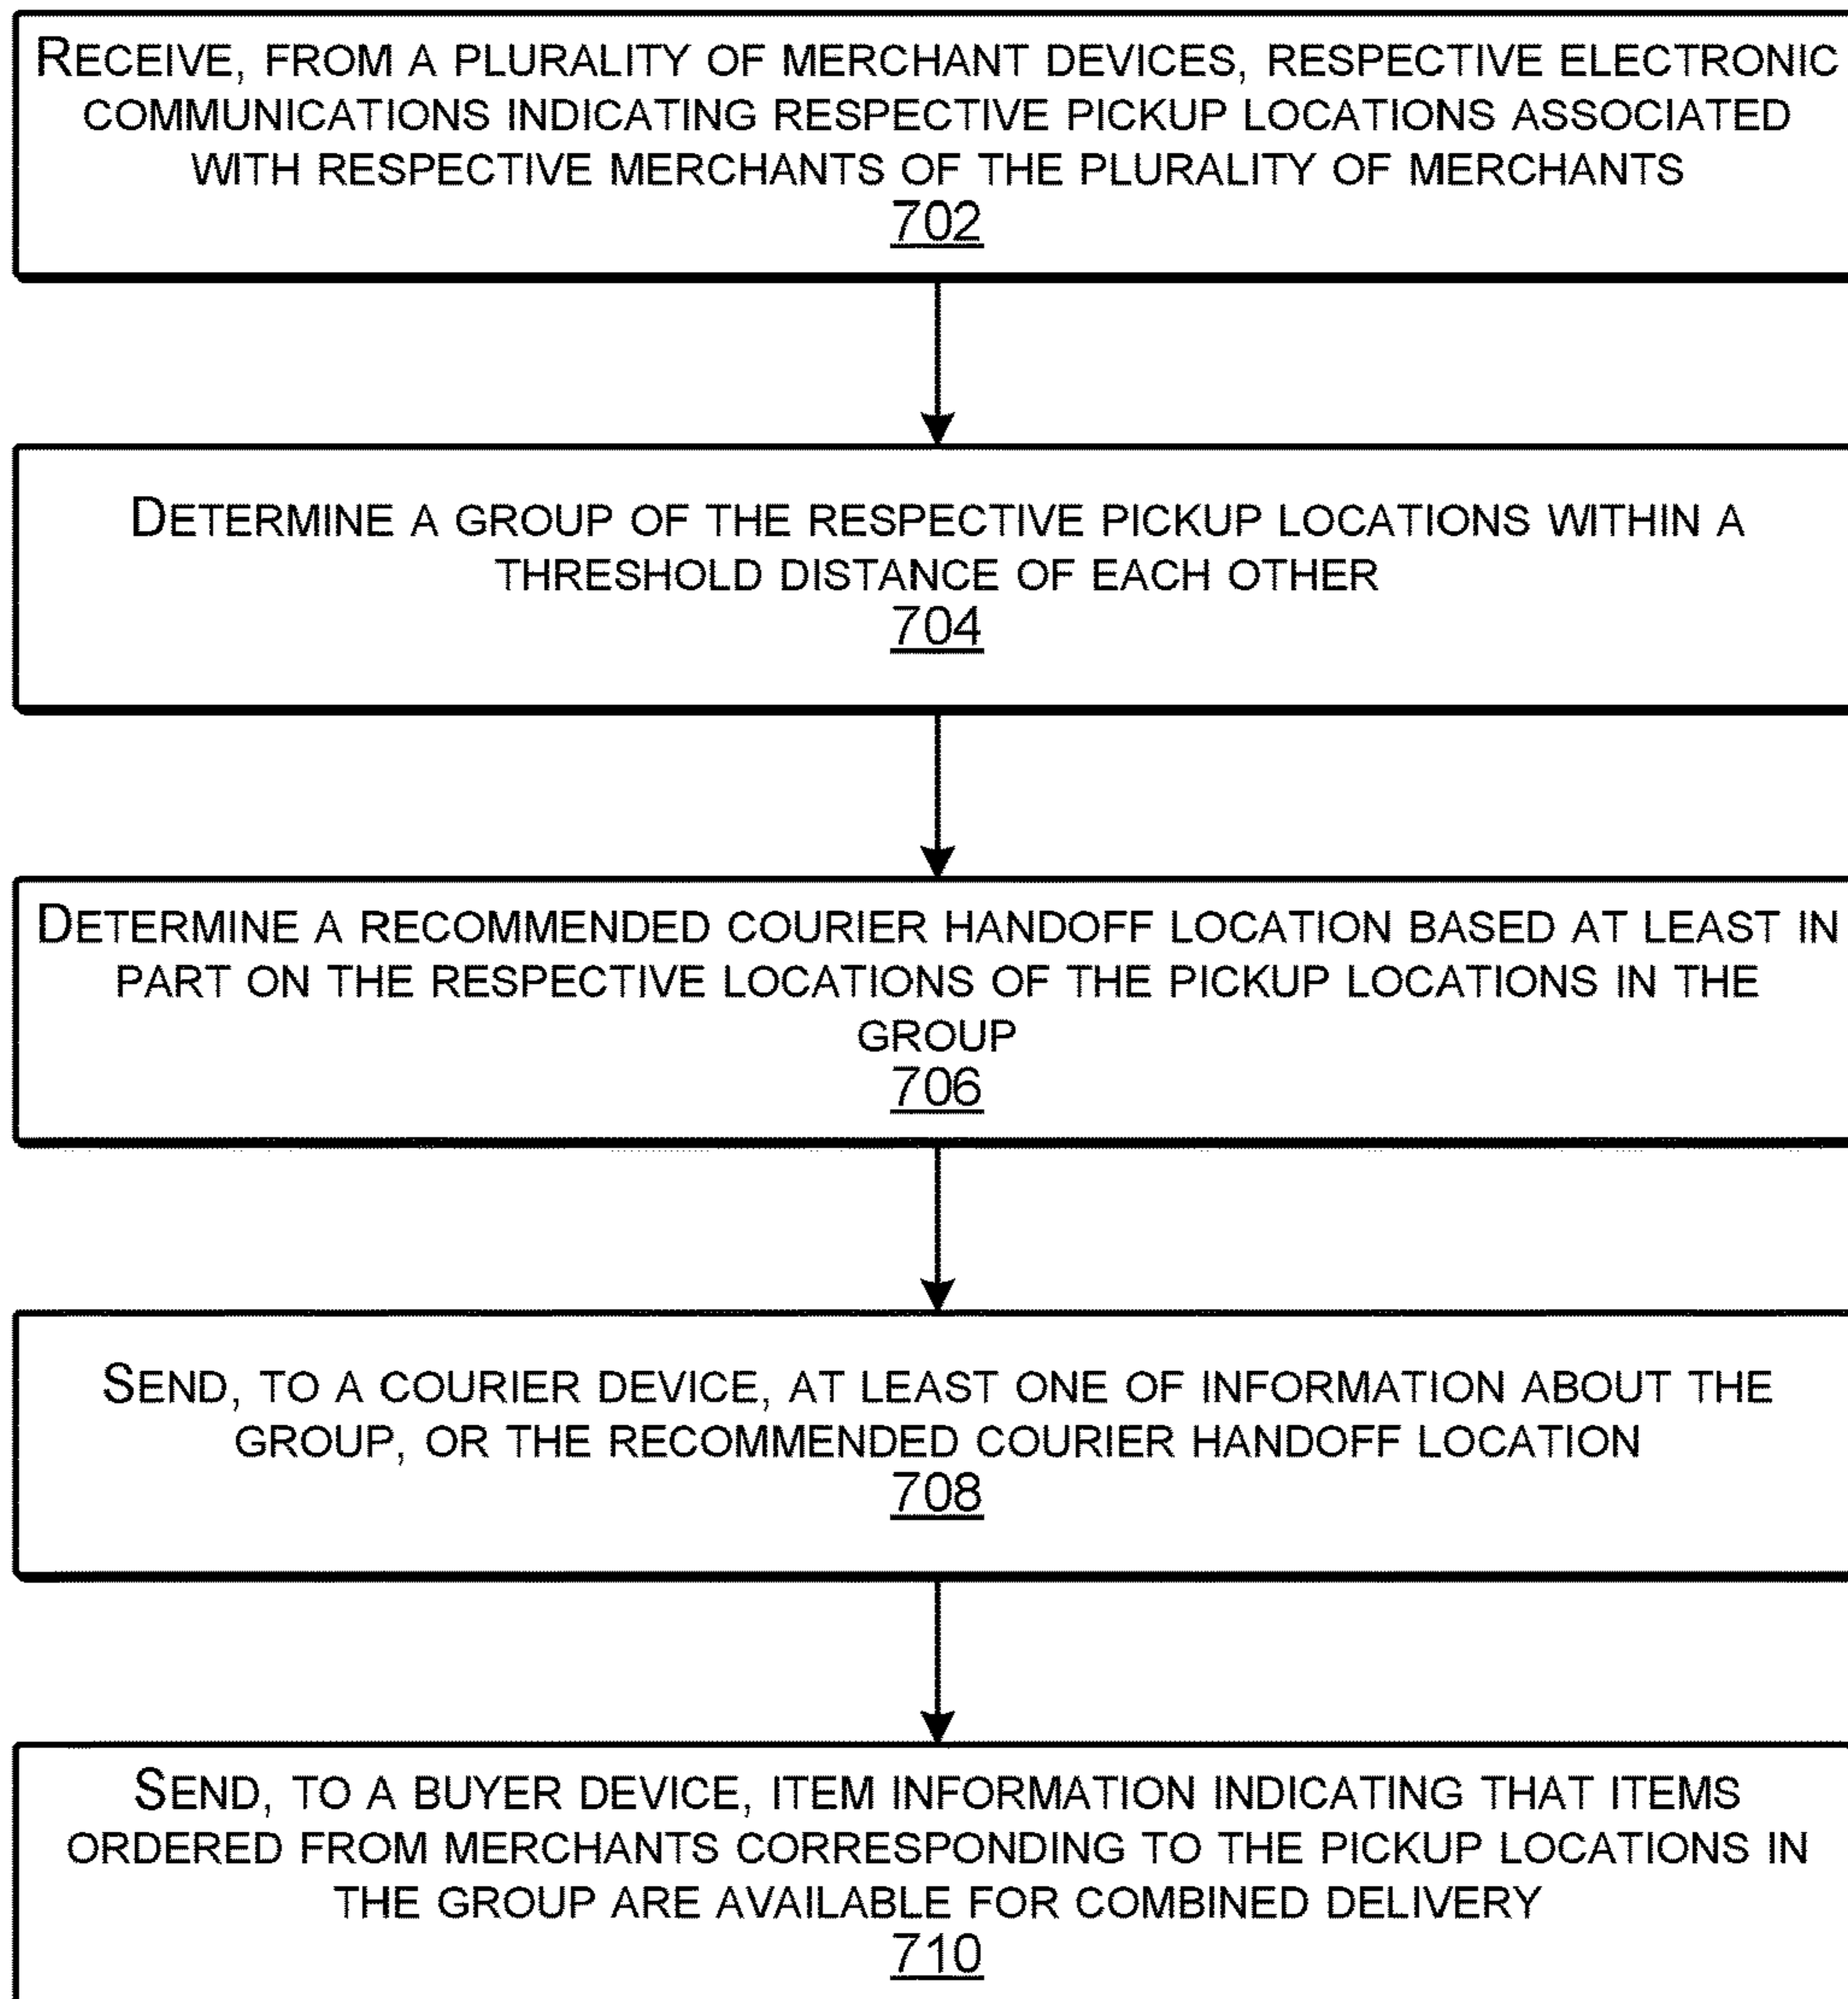 RECEIVE, FROM A PLURALITY OF MERCHANT DEVICES, RESPECTIVE ELECTRONIC
COMMUNICATIONS INDICATING RESPECTIVE PICKUP LOCATIONS ASSOCIATED
WITH RESPECTIVE MERCHANTS OF THE PLURALITY OF MERCHANTS
702
DETERMINE A GROUP OF THE RESPECTIVE PICKUP LOCATIONS WITHIN A
THRESHOLD DISTANCE OF EACH OTHER
704
DETERMINE A RECOMMENDED COURIER HANDOFF LOCATION BASED AT LEAST IN
PART ON THE RESPECTIVE LOCATIONS OF THE PICKUP LOCATIONS IN THE
GROUP
706
SEND, TO A COURIER DEVICE, AT LEAST ONE OF INFORMATION ABOUT THE
GROUP, OR THE RECOMMENDED COURIER HANDOFF LOCATION
708
SEND, TO A BUYER DEVICE, ITEM INFORMATION INDICATING THAT ITEMS
ORDERED FROM MERCHANTS CORRESPONDING TO THE PICKUP LOCATIONS IN
THE GROUP ARE AVAILABLE FOR COMBINED DELIVERY
710